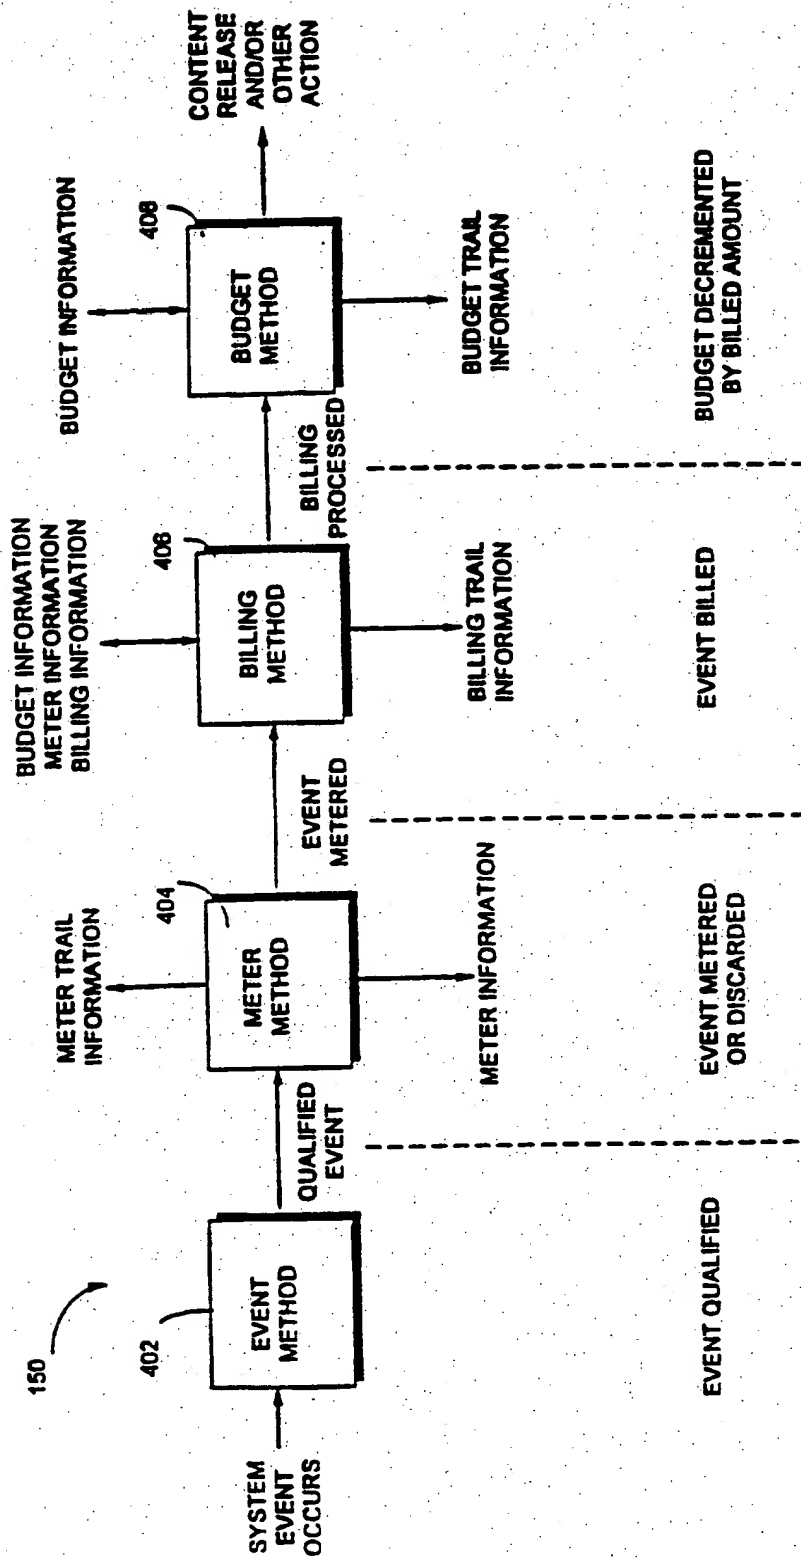 150
SYSTEM
EVENT
OCCURS
402
EVENT
METHOD
QUALIFIED
EVENT
METER TRAIL
INFORMATION
404
METER
METHOD
METER INFORMATION
EVENT
METERED
BUDGET INFORMATION
METER INFORMATION
BILLING INFORMATION
406
BILLING
METHOD
BILLING TRAIL
INFORMATION
BILLING
PROCESSED
BUDGET INFORMATION
408
BUDGET
METHOD
BUDGET TRAIL
INFORMATION
CONTENT
RELEASE
AND/OR
OTHER
ACTION
EVENT QUALIFIED
EVENT METERED
OR DISCARDED
EVENT BILLED
BUDGET DECREMENTED
BY BILLED AMOUNT